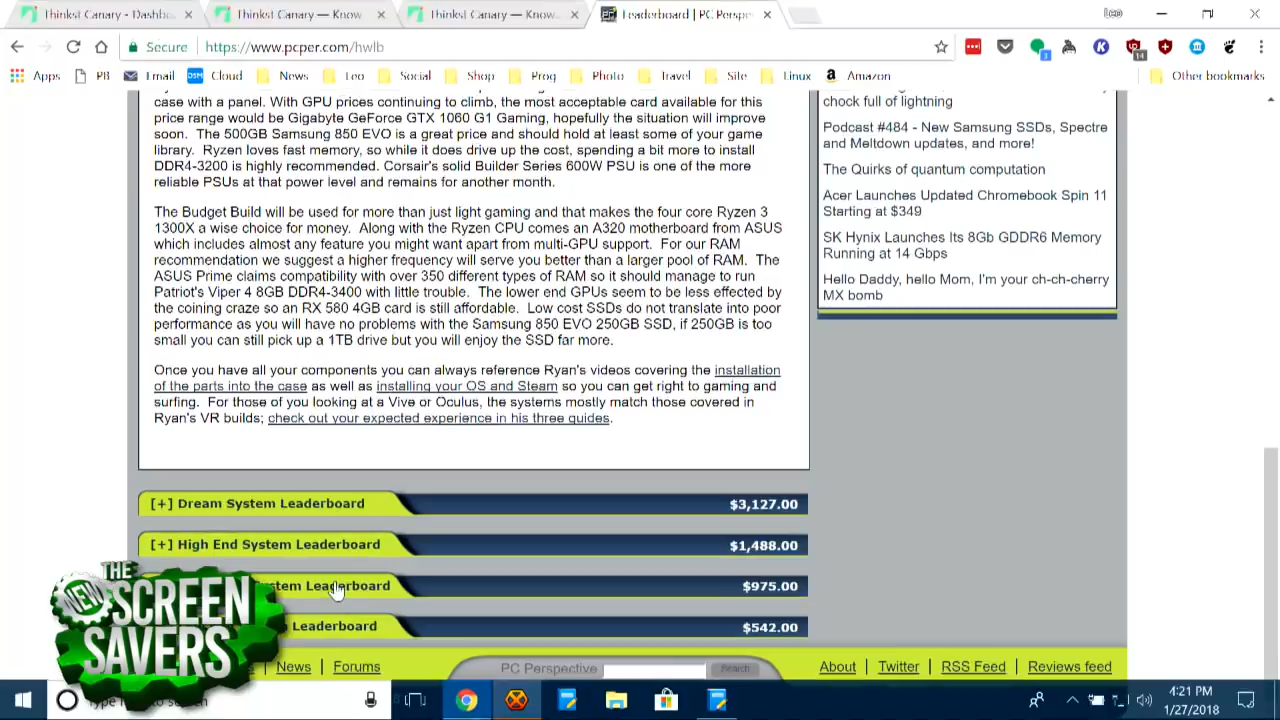 Thinkst Canary - Dashb
Thinkst Canary — Know
Thinkst Canary — Know...
Leaderboard | PC Perspe
Leo
Secure
https://www.pcper.com/hwlb
3
14
Apps
PB
Email
DSM
Cloud
News
Leo
Social
Shop
Prog
Photo
Travel
Site
Linux
Amazon
Other bookmarks
case with a panel. With GPU prices continuing to climb, the most acceptable card available for this
price range would be Gigabyte GeForce GTX 1060 G1 Gaming, hopefully the situation will improve
soon. The 500GB Samsung 850 EVO is a great price and should hold at least some of your game
library. Ryzen loves fast memory, so while it does drive up the cost, spending a bit more to install
DDR4-3200 is highly recommended. Corsair's solid Builder Series 600W PSU is one of the more
reliable PSUs at that power level and remains for another month.
The Budget Build will be used for more than just light gaming and that makes the four core Ryzen 3
1300X a wise choice for money. Along with the Ryzen CPU comes an A320 motherboard from ASUS
which includes almost any feature you might want apart from multi-GPU support. For our RAM
recommendation we suggest a higher frequency will serve you better than a larger pool of RAM. The
ASUS Prime claims compatibility with over 350 different types of RAM so it should manage to run
Patriot's Viper 4 8GB DDR4-3400 with little trouble. The lower end GPUs seem to be less effected by
the coining craze so an RX 580 4GB card is still affordable. Low cost SSDs do not translate into poor
performance as you will have no problems with the Samsung 850 EVO 250GB SSD, if 250GB is too
small you can still pick up a 1TB drive but you will enjoy the SSD far more.
Once you have all your components you can always reference Ryan's videos covering the installation
of the parts into the case as well as installing your OS and Steam so you can get right to gaming and
surfing. For those of you looking at a Vive or Oculus, the systems mostly match those covered in
Ryan's VR builds; check out your expected experience in his three guides.
chock full of lightning
Podcast #484 - New Samsung SSDs, Spectre
and Meltdown updates, and more!
The Quirks of quantum computation
Acer Launches Updated Chromebook Spin 11
Starting at $349
SK Hynix Launches Its 8Gb GDDR6 Memory
Running at 14 Gbps
Hello Daddy, hello Mom, I'm your ch-ch-cherry
MX bomb
[+] Dream System Leaderboard $3,127.00
[+] High End System Leaderboard $1,488.00
stem Leaderboard $975.00
Leaderboard $542.00
THE
NEW
SCREEN
SAVERS
News | Forums
PC Perspective
Search
About | Twitter | RSS Feed | Reviews feed
Type here to search
4:21 PM
1/27/2018